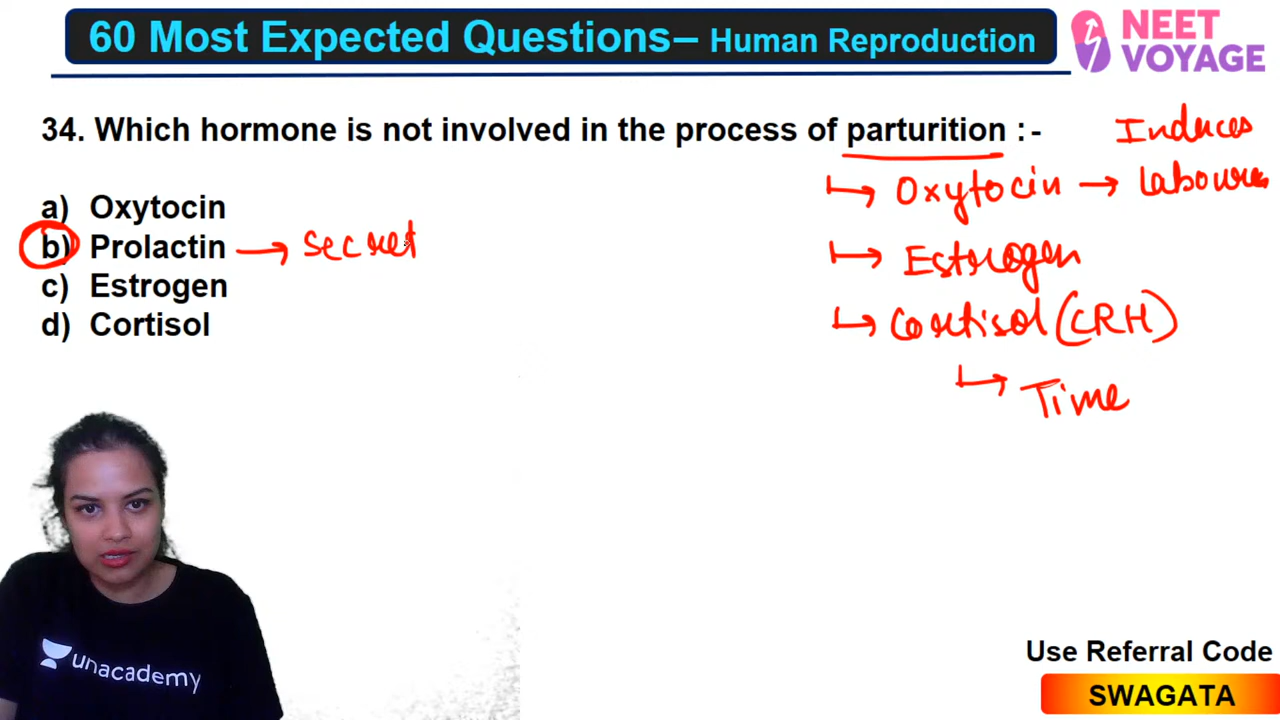 60 Most Expected Questions– Human Reproduction
NEET
VOYAGE
34. Which hormone is not involved in the process of parturition :-
Induces
Oxytocin → Labour
a) Oxytocin
b) Prolactin → Secret
Estrogen
c) Estrogen
d) Cortisol
Cortisol (CRH)
Time
unacademy
Use Referral Code
SWAGATA